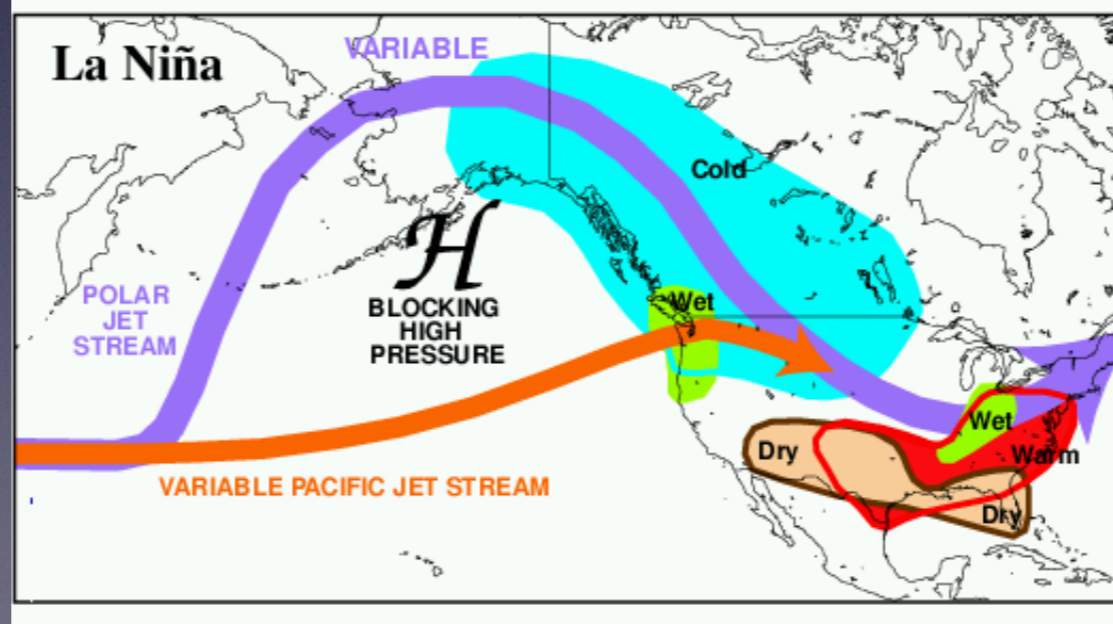 La Niña
VARIABLE
Cold
POLAR
JET
STREAM
H
BLOCKING
HIGH
PRESSURE
Wet
VARIABLE PACIFIC JET STREAM
Dry
Wet
Warm
Dry